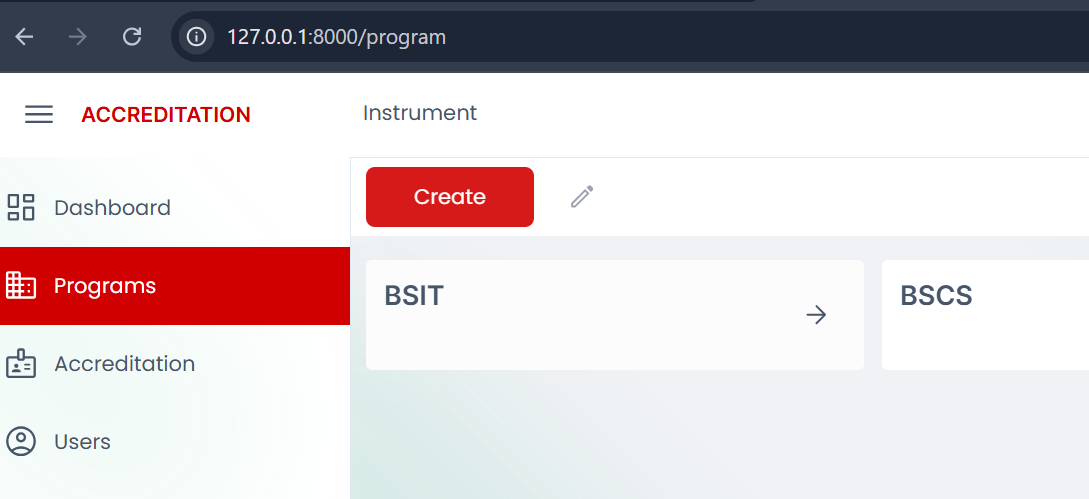 127.0.0.1:8000/program
ACCREDITATION
Instrument
Create
Dashboard
Programs
Accreditation
Users
BSIT
BSCS